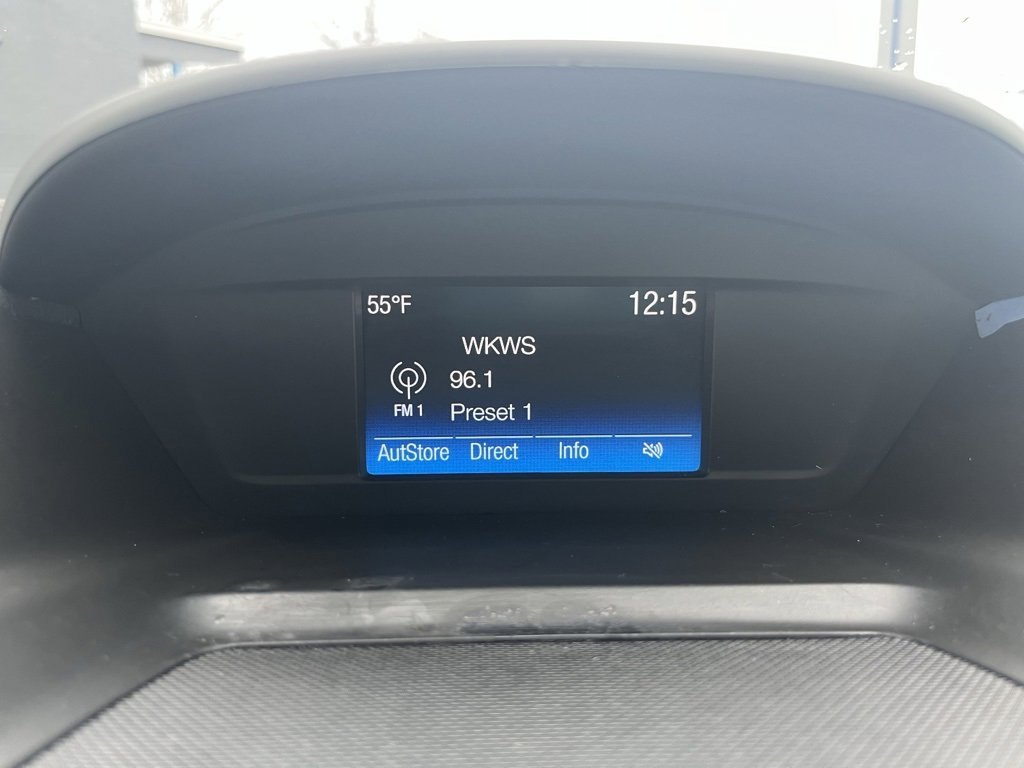 55°F 12:15
WKWS
96.1
FM 1 Preset 1
AutStore Direct Info